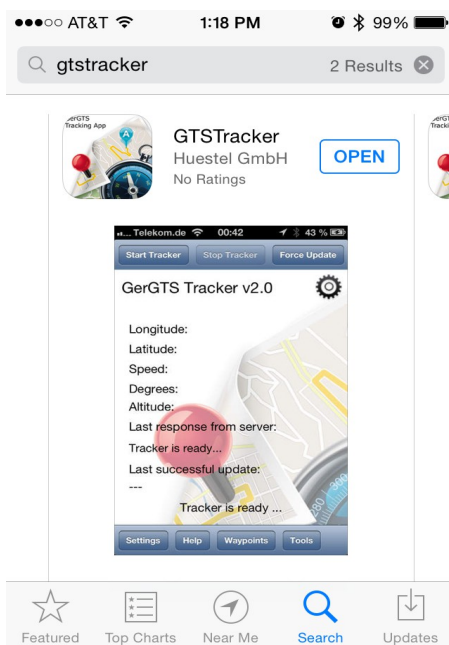 AT&T 1:18 PM 99%
gtstracker 2 Results
GerGTS
Tracking App
A
GTSTracker
Huestel GmbH
No Ratings
OPEN
... Telekom.de 00:42 43 %
Start Tracker Stop Tracker Force Update
GerGTS Tracker v2.0
Longitude:
Latitude:
Speed:
Degrees:
Altitude:
Last response from server:
Tracker is ready...
Last successful update:
---
Tracker is ready ...
Settings Help Waypoints Tools
Featured Top Charts Near Me Search Updates